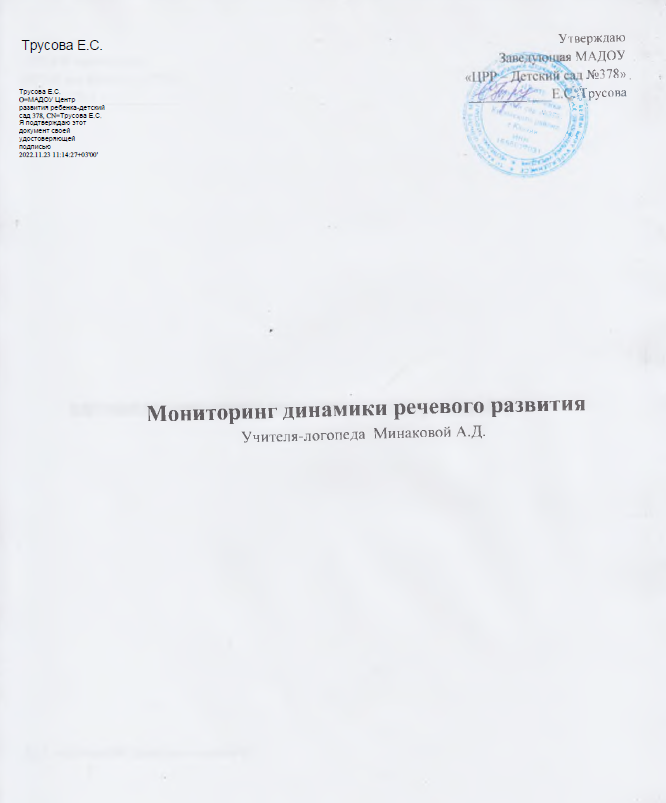 Трусова Е.С.
Трусова Е.С.
O=МАДОУ Центр
развития ребенка-детский
сад 378, CN=Трусова Е.С.
Я подтверждаю этот
документ своей
удостоверяющей
подписью
2022.11.23 11:14:27+03'00'
Утверждаю
Заведующая МАДОУ
«ЦРР – Детский сад №378»
Е.С. Трусова
Мониторинг динамики речевого развития
Учителя-логопеда Минаковой А.Д.